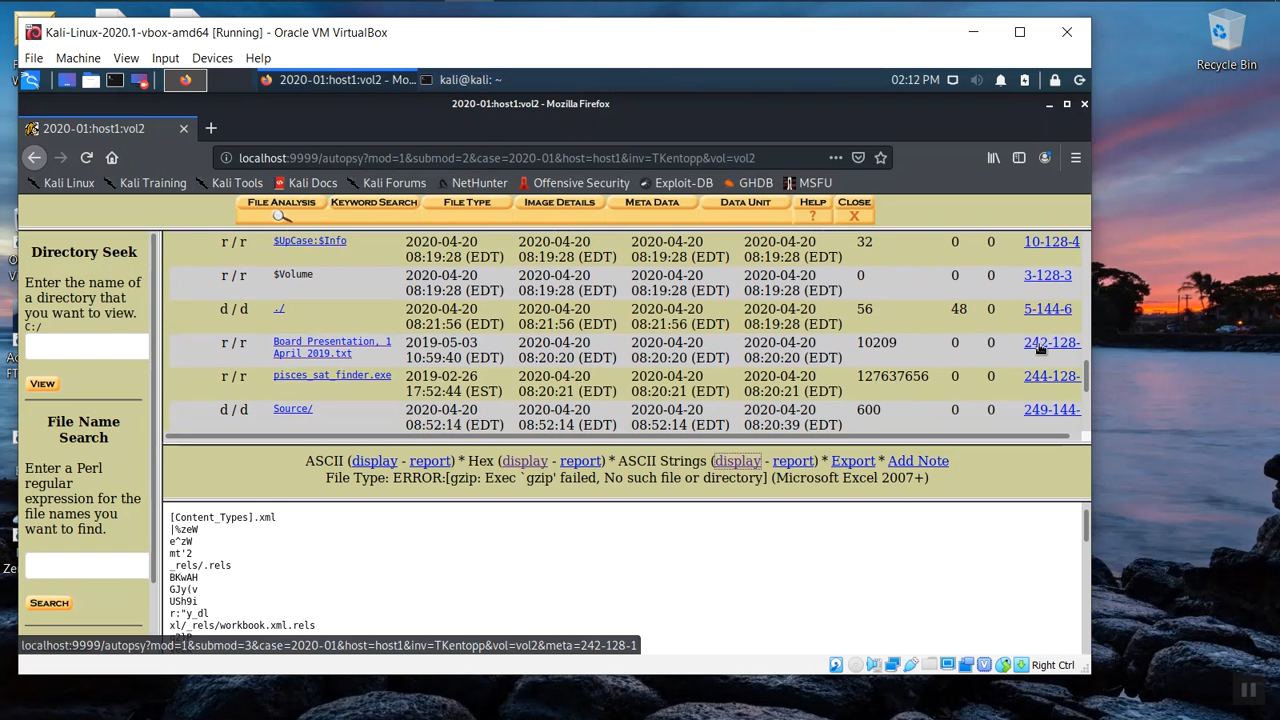 Kali-Linux-2020.1-vbox-amd64 [Running] - Oracle VM VirtualBox
Recycle Bin
File Machine View Input Devices Help
2020-01:host1:vol2 - Mo... kali@kali: ~ 02:12 PM
2020-01:host1:vol2 - Mozilla Firefox
2020-01:host1:vol2
localhost:9999/autopsy?mod=1&submod=2&case=2020-01&host=host1&inv=TKentopp&vol=vol2
Kali Linux Kali Training Kali Tools Kali Docs Kali Forums NetHunter Offensive Security Exploit-DB GHDB MSFU
FILE ANALYSIS KEYWORD SEARCH FILE TYPE IMAGE DETAILS META DATA DATA UNIT HELP CLOSE
? X
Directory Seek
Enter the name of
a directory that
you want to view.
C:/
VIEW
File Name
Search
Enter a Perl
regular
expression for the
file names you
want to find.
SEARCH
r / r $UpCase:$Info 2020-04-20 2020-04-20 2020-04-20 2020-04-20 32 0 0 10-128-4
08:19:28 (EDT) 08:19:28 (EDT) 08:19:28 (EDT) 08:19:28 (EDT)
r / r $Volume 2020-04-20 2020-04-20 2020-04-20 2020-04-20 0 0 0 3-128-3
08:19:28 (EDT) 08:19:28 (EDT) 08:19:28 (EDT) 08:19:28 (EDT)
d / d ./ 2020-04-20 2020-04-20 2020-04-20 2020-04-20 56 48 0 5-144-6
08:21:56 (EDT) 08:21:56 (EDT) 08:21:56 (EDT) 08:19:28 (EDT)
r / r Board Presentation, 1 2019-05-03 2020-04-20 2020-04-20 2020-04-20 10209 0 0 242-128-
April 2019.txt 10:59:40 (EDT) 08:20:20 (EDT) 08:20:20 (EDT) 08:20:20 (EDT)
r / r pisces_sat_finder.exe 2019-02-26 2020-04-20 2020-04-20 2020-04-20 127637656 0 0 244-128-
17:52:44 (EST) 08:20:21 (EDT) 08:20:21 (EDT) 08:20:21 (EDT)
d / d Source/ 2020-04-20 2020-04-20 2020-04-20 2020-04-20 600 0 0 249-144-
08:52:14 (EDT) 08:52:14 (EDT) 08:52:14 (EDT) 08:20:39 (EDT)
ASCII (display - report) * Hex (display - report) * ASCII Strings (display - report) * Export * Add Note
File Type: ERROR:[gzip: Exec `gzip' failed, No such file or directory] (Microsoft Excel 2007+)
[Content_Types].xml
|%zeW
e^zW
mt'2
_rels/.rels
BKwAH
GJy(v
USh9i
r:"y_dl
xl/_rels/workbook.xml.rels
localhost:9999/autopsy?mod=1&submod=3&case=2020-01&host=host1&inv=TKentopp&vol=vol2&meta=242-128-1
Right Ctrl